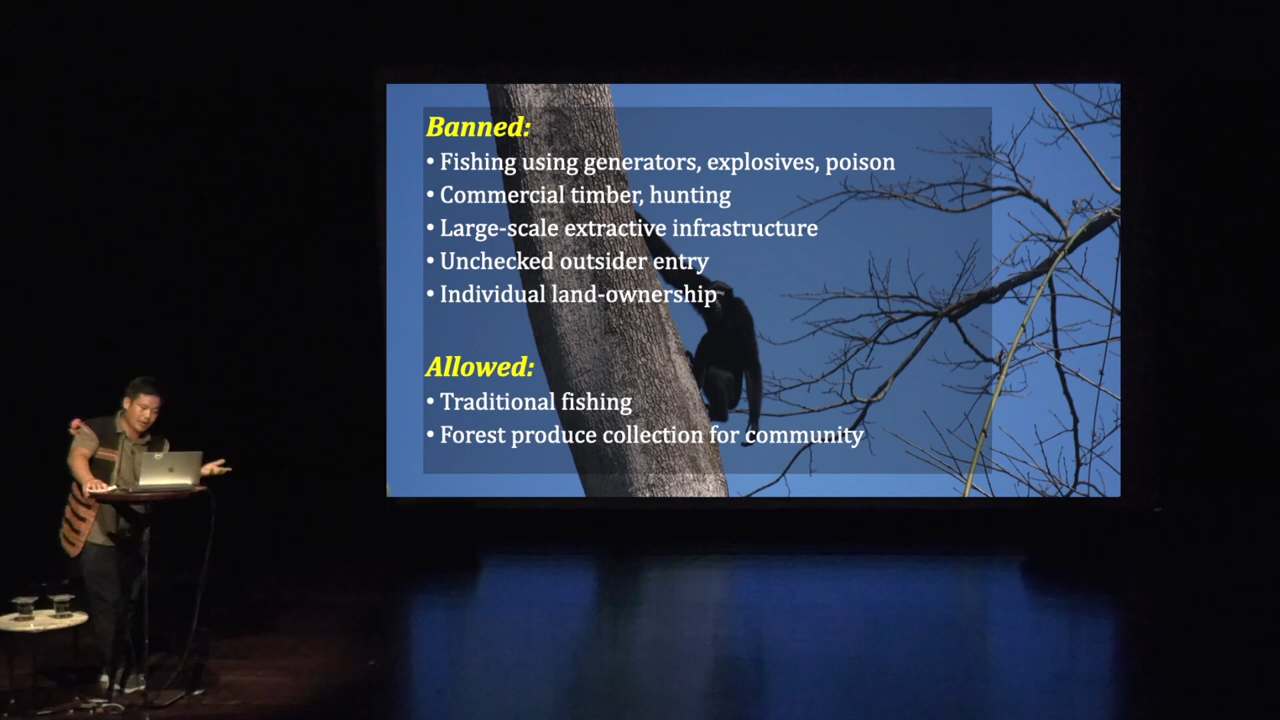 Banned:
• Fishing using generators, explosives, poison
• Commercial timber, hunting
• Large-scale extractive infrastructure
• Unchecked outsider entry
• Individual land-ownership
Allowed:
• Traditional fishing
• Forest produce collection for community